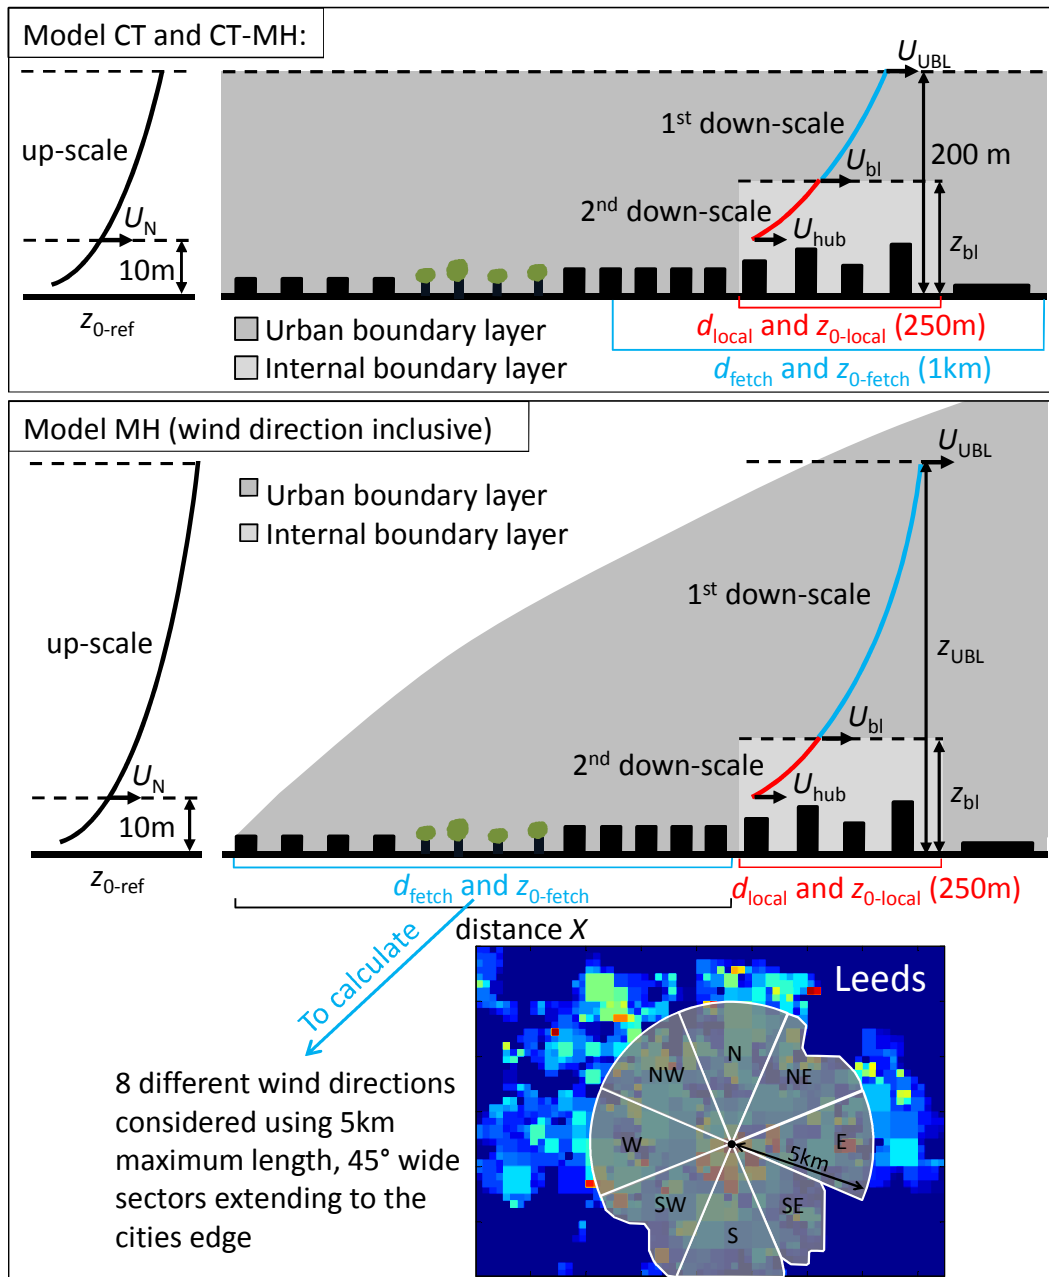 Model CT and CT-MH:
up-scale
U_N
10m
z_0-ref
U_UBL
1st down-scale
200 m
U_bl
2nd down-scale
U_hub
z_bl
Urban boundary layer
Internal boundary layer
d_local and z_0-local (250m)
d_fetch and z_0-fetch (1km)
Model MH (wind direction inclusive)
Urban boundary layer
Internal boundary layer
up-scale
U_N
10m
z_0-ref
U_UBL
1st down-scale
z_UBL
U_bl
2nd down-scale
U_hub
z_bl
d_fetch and z_0-fetch
d_local and z_0-local (250m)
distance X
To calculate
8 different wind directions
considered using 5km
maximum length, 45° wide
sectors extending to the
cities edge
Leeds
N
NW
NE
W
E
5km
SW
SE
S